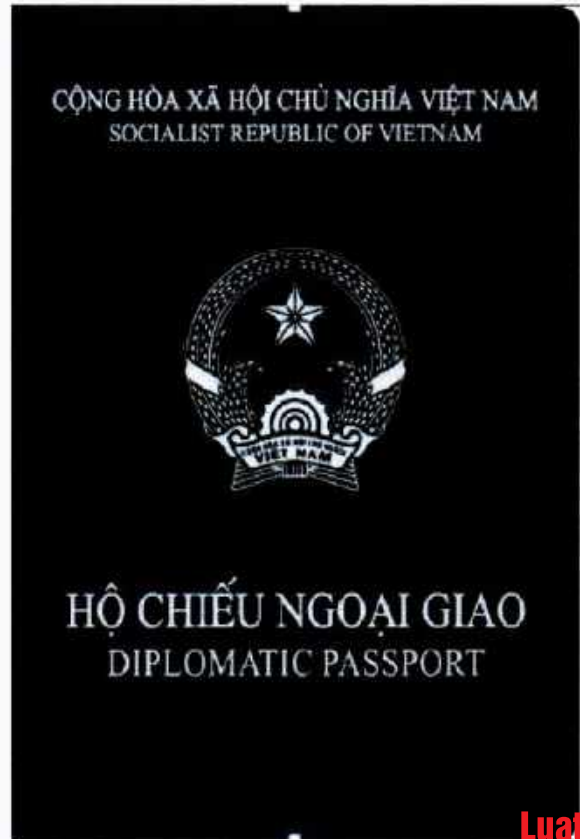 CỘNG HÒA XÃ HỘI CHỦ NGHĨA VIỆT NAM
SOCIALIST REPUBLIC OF VIETNAM
VIỆT NAM
HỘ CHIẾU NGOẠI GIAO
DIPLOMATIC PASSPORT
Luat